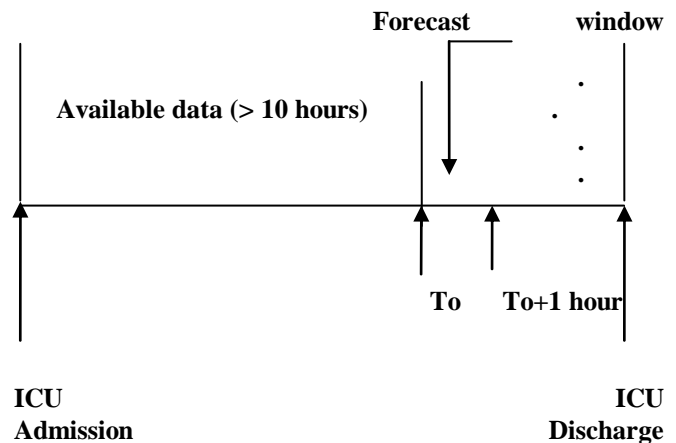 Forecast window
Available data (> 10 hours)
To To+1 hour
ICU ICU
Admission Discharge